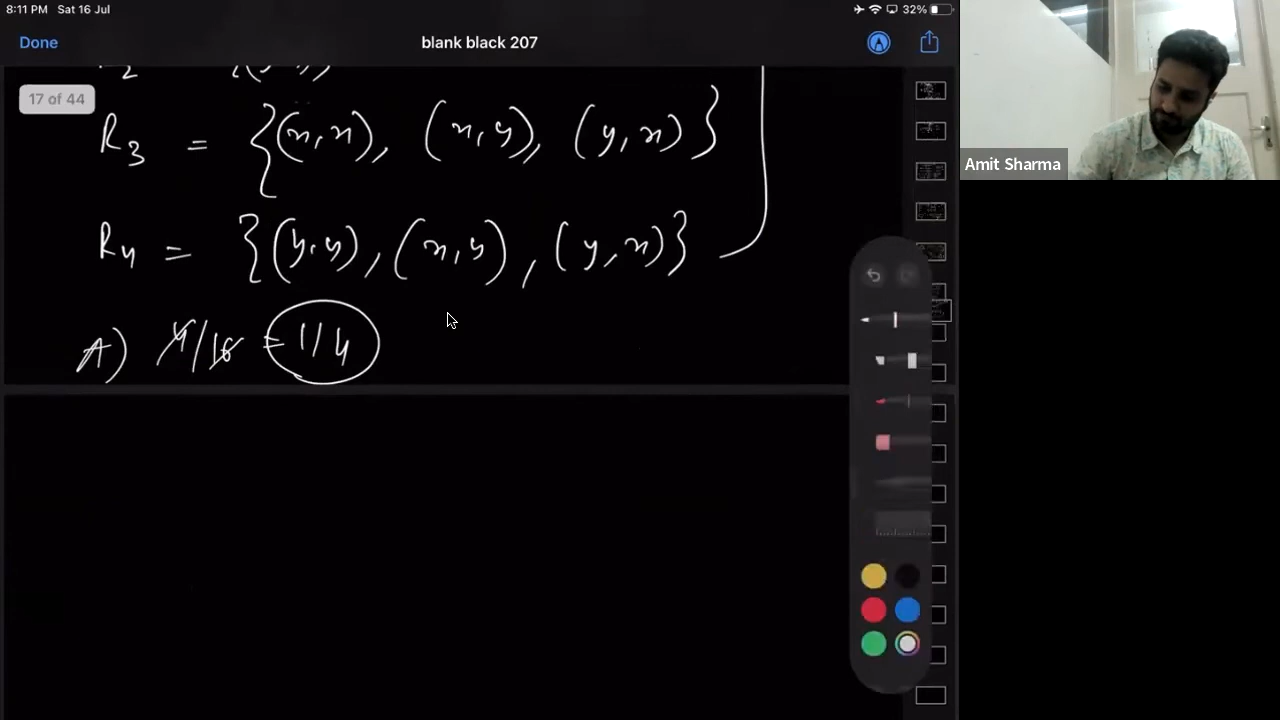 8:11 PM Sat 16 Jul 32%
Done blank black 207
17 of 44
R3 = {(x,x), (x,y), (y,x)}
R4 = {(y,y), (x,y), (y,x)}
A) 4/16 = 1/4
Amit Sharma